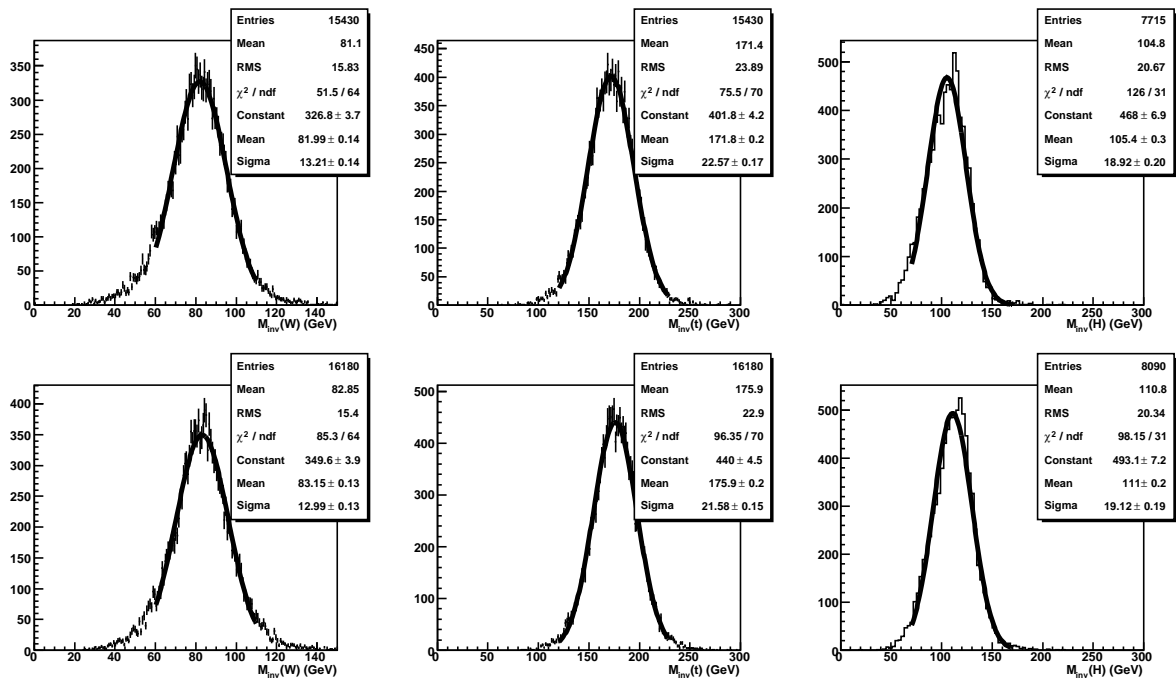 Entries 15430
Mean 81.1
RMS 15.83
χ² / ndf 51.5 / 64
Constant 326.8 ± 3.7
Mean 81.99 ± 0.14
Sigma 13.21 ± 0.14
350
300
250
200
150
100
50
0
0 20 40 60 80 100 120 140
M_inv(W) (GeV)
Entries 15430
Mean 171.4
RMS 23.89
χ² / ndf 75.5 / 70
Constant 401.8 ± 4.2
Mean 171.8 ± 0.2
Sigma 22.57 ± 0.17
450
400
350
300
250
200
150
100
50
0
0 50 100 150 200 250 300
M_inv(t) (GeV)
Entries 7715
Mean 104.8
RMS 20.67
χ² / ndf 126 / 31
Constant 468 ± 6.9
Mean 105.4 ± 0.3
Sigma 18.92 ± 0.20
500
400
300
200
100
0
0 50 100 150 200 250 300
M_inv(H) (GeV)
Entries 16180
Mean 82.85
RMS 15.4
χ² / ndf 85.3 / 64
Constant 349.6 ± 3.9
Mean 83.15 ± 0.13
Sigma 12.99 ± 0.13
400
350
300
250
200
150
100
50
0
0 20 40 60 80 100 120 140
M_inv(W) (GeV)
Entries 16180
Mean 175.9
RMS 22.9
χ² / ndf 96.35 / 70
Constant 440 ± 4.5
Mean 175.9 ± 0.2
Sigma 21.58 ± 0.15
500
400
300
200
100
0
0 50 100 150 200 250 300
M_inv(t) (GeV)
Entries 8090
Mean 110.8
RMS 20.34
χ² / ndf 98.15 / 31
Constant 493.1 ± 7.2
Mean 111 ± 0.2
Sigma 19.12 ± 0.19
500
400
300
200
100
0
0 50 100 150 200 250 300
M_inv(H) (GeV)